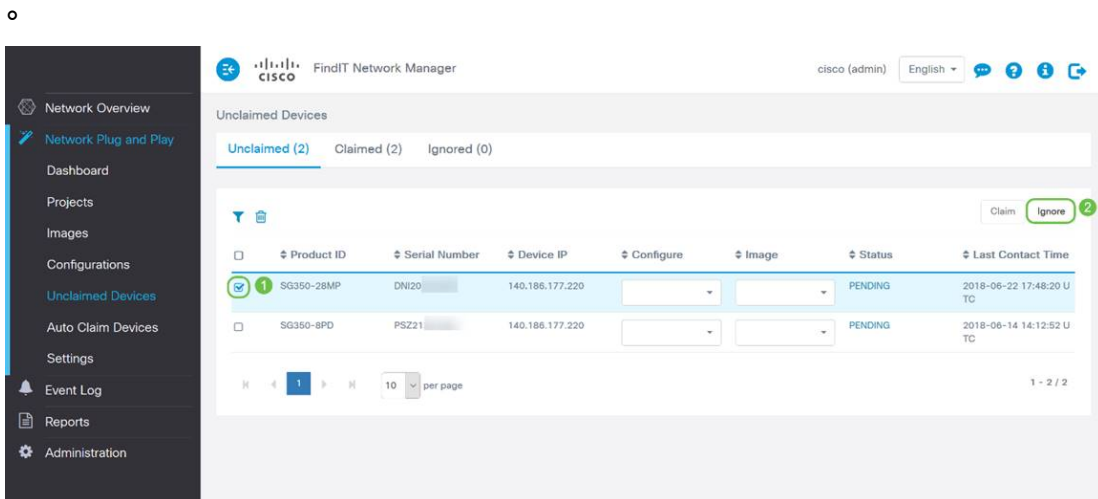 。
CISCO FindIT Network Manager cisco (admin) English
Network Overview
Network Plug and Play
Dashboard
Projects
Images
Configurations
Unclaimed Devices
Auto Claim Devices
Settings
Event Log
Reports
Administration
Unclaimed Devices
Unclaimed (2) Claimed (2) Ignored (0)
Claim Ignore 2
Product ID Serial Number Device IP Configure Image Status Last Contact Time
1 SG350-28MP DNI20 140.186.177.220 PENDING 2018-06-22 17:48:20 U
TC
SG350-8PD PSZ21 140.186.177.220 PENDING 2018-06-14 14:12:52 U
TC
1 10 per page 1 - 2 / 2